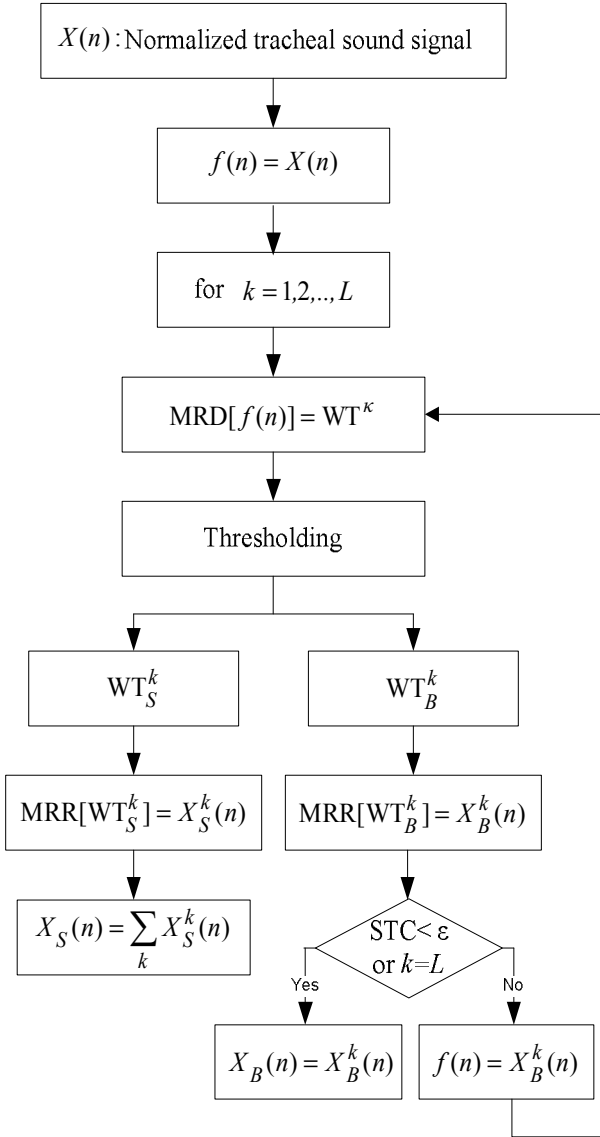 X(n): Normalized tracheal sound signal
f(n) = X(n)
for k = 1,2,..,L
MRD[f(n)] = WT^κ
Thresholding
WT_S^k
WT_B^k
MRR[WT_S^k] = X_S^k(n)
MRR[WT_B^k] = X_B^k(n)
X_S(n) = ∑_k X_S^k(n)
STC< ε
or k=L
Yes
No
X_B(n) = X_B^k(n)
f(n) = X_B^k(n)